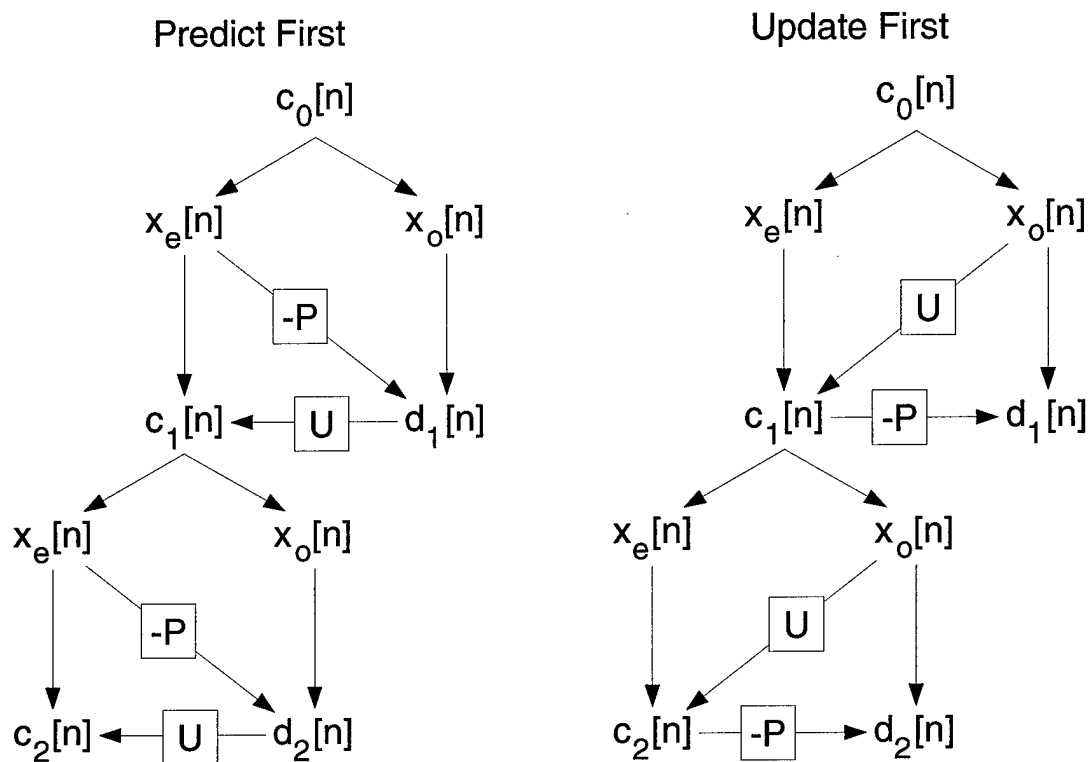 Predict First
Update First
c₀[n]
c₀[n]
xₑ[n]
xₒ[n]
xₑ[n]
xₒ[n]
-P
U
c₁[n]
U
d₁[n]
c₁[n]
-P
d₁[n]
xₑ[n]
xₒ[n]
xₑ[n]
xₒ[n]
-P
U
c₂[n]
U
d₂[n]
c₂[n]
-P
d₂[n]